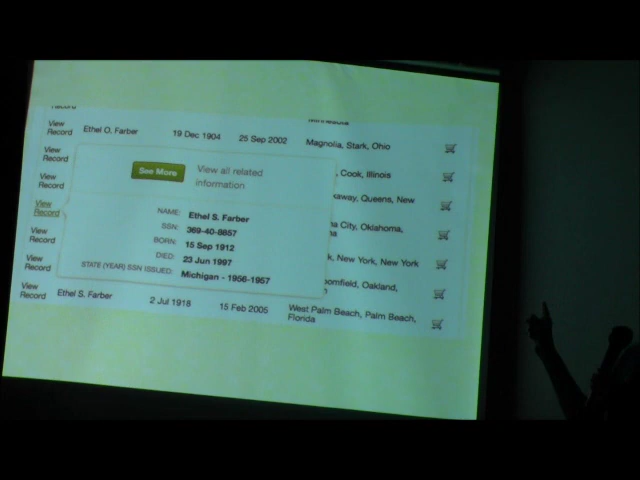 Record
View
Record
Ethel O. Farber 19 Dec 1904 25 Sep 2002 Magnolia, Stark, Ohio
View
Record
, Cook, Illinois
See More
View all related
information
View
Record
kaway, Queens, New
NAME: Ethel S. Farber
SSN: 369-40-8857
BORN: 15 Sep 1912
DIED: 23 Jun 1997
STATE (YEAR) SSN ISSUED: Michigan - 1956-1957
View
Record
a City, Oklahoma,
View
Record
k, New York, New York
View
Record
oomfield, Oakland,
View
Record
Ethel S. Farber 2 Jul 1918 15 Feb 2005 West Palm Beach, Palm Beach,
Florida